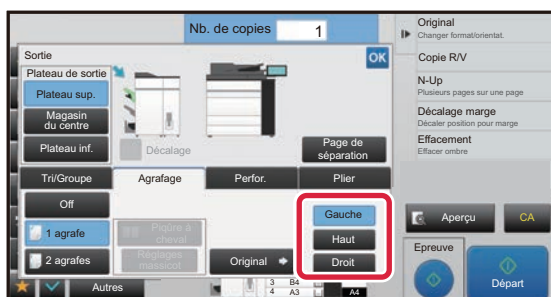 Nb. de copies 1
Sortie
OK
Plateau de sortie
Plateau sup.
Magasin
du centre
Plateau inf.
Décalage
Page de
séparation
Tri/Groupe
Agrafage
Perfor.
Plier
Off
1 agrafe
2 agrafes
Piqûre à
cheval
Réglages
massicot
Original
Gauche
Haut
Droit
Autres
3 B4
4 A3
A4
Original
Changer format/orientat.
Copie R/V
N-Up
Plusieurs pages sur une page
Décalage marge
Décaler position pour marge
Effacement
Effacer ombre
Aperçu
CA
Epreuve
Départ